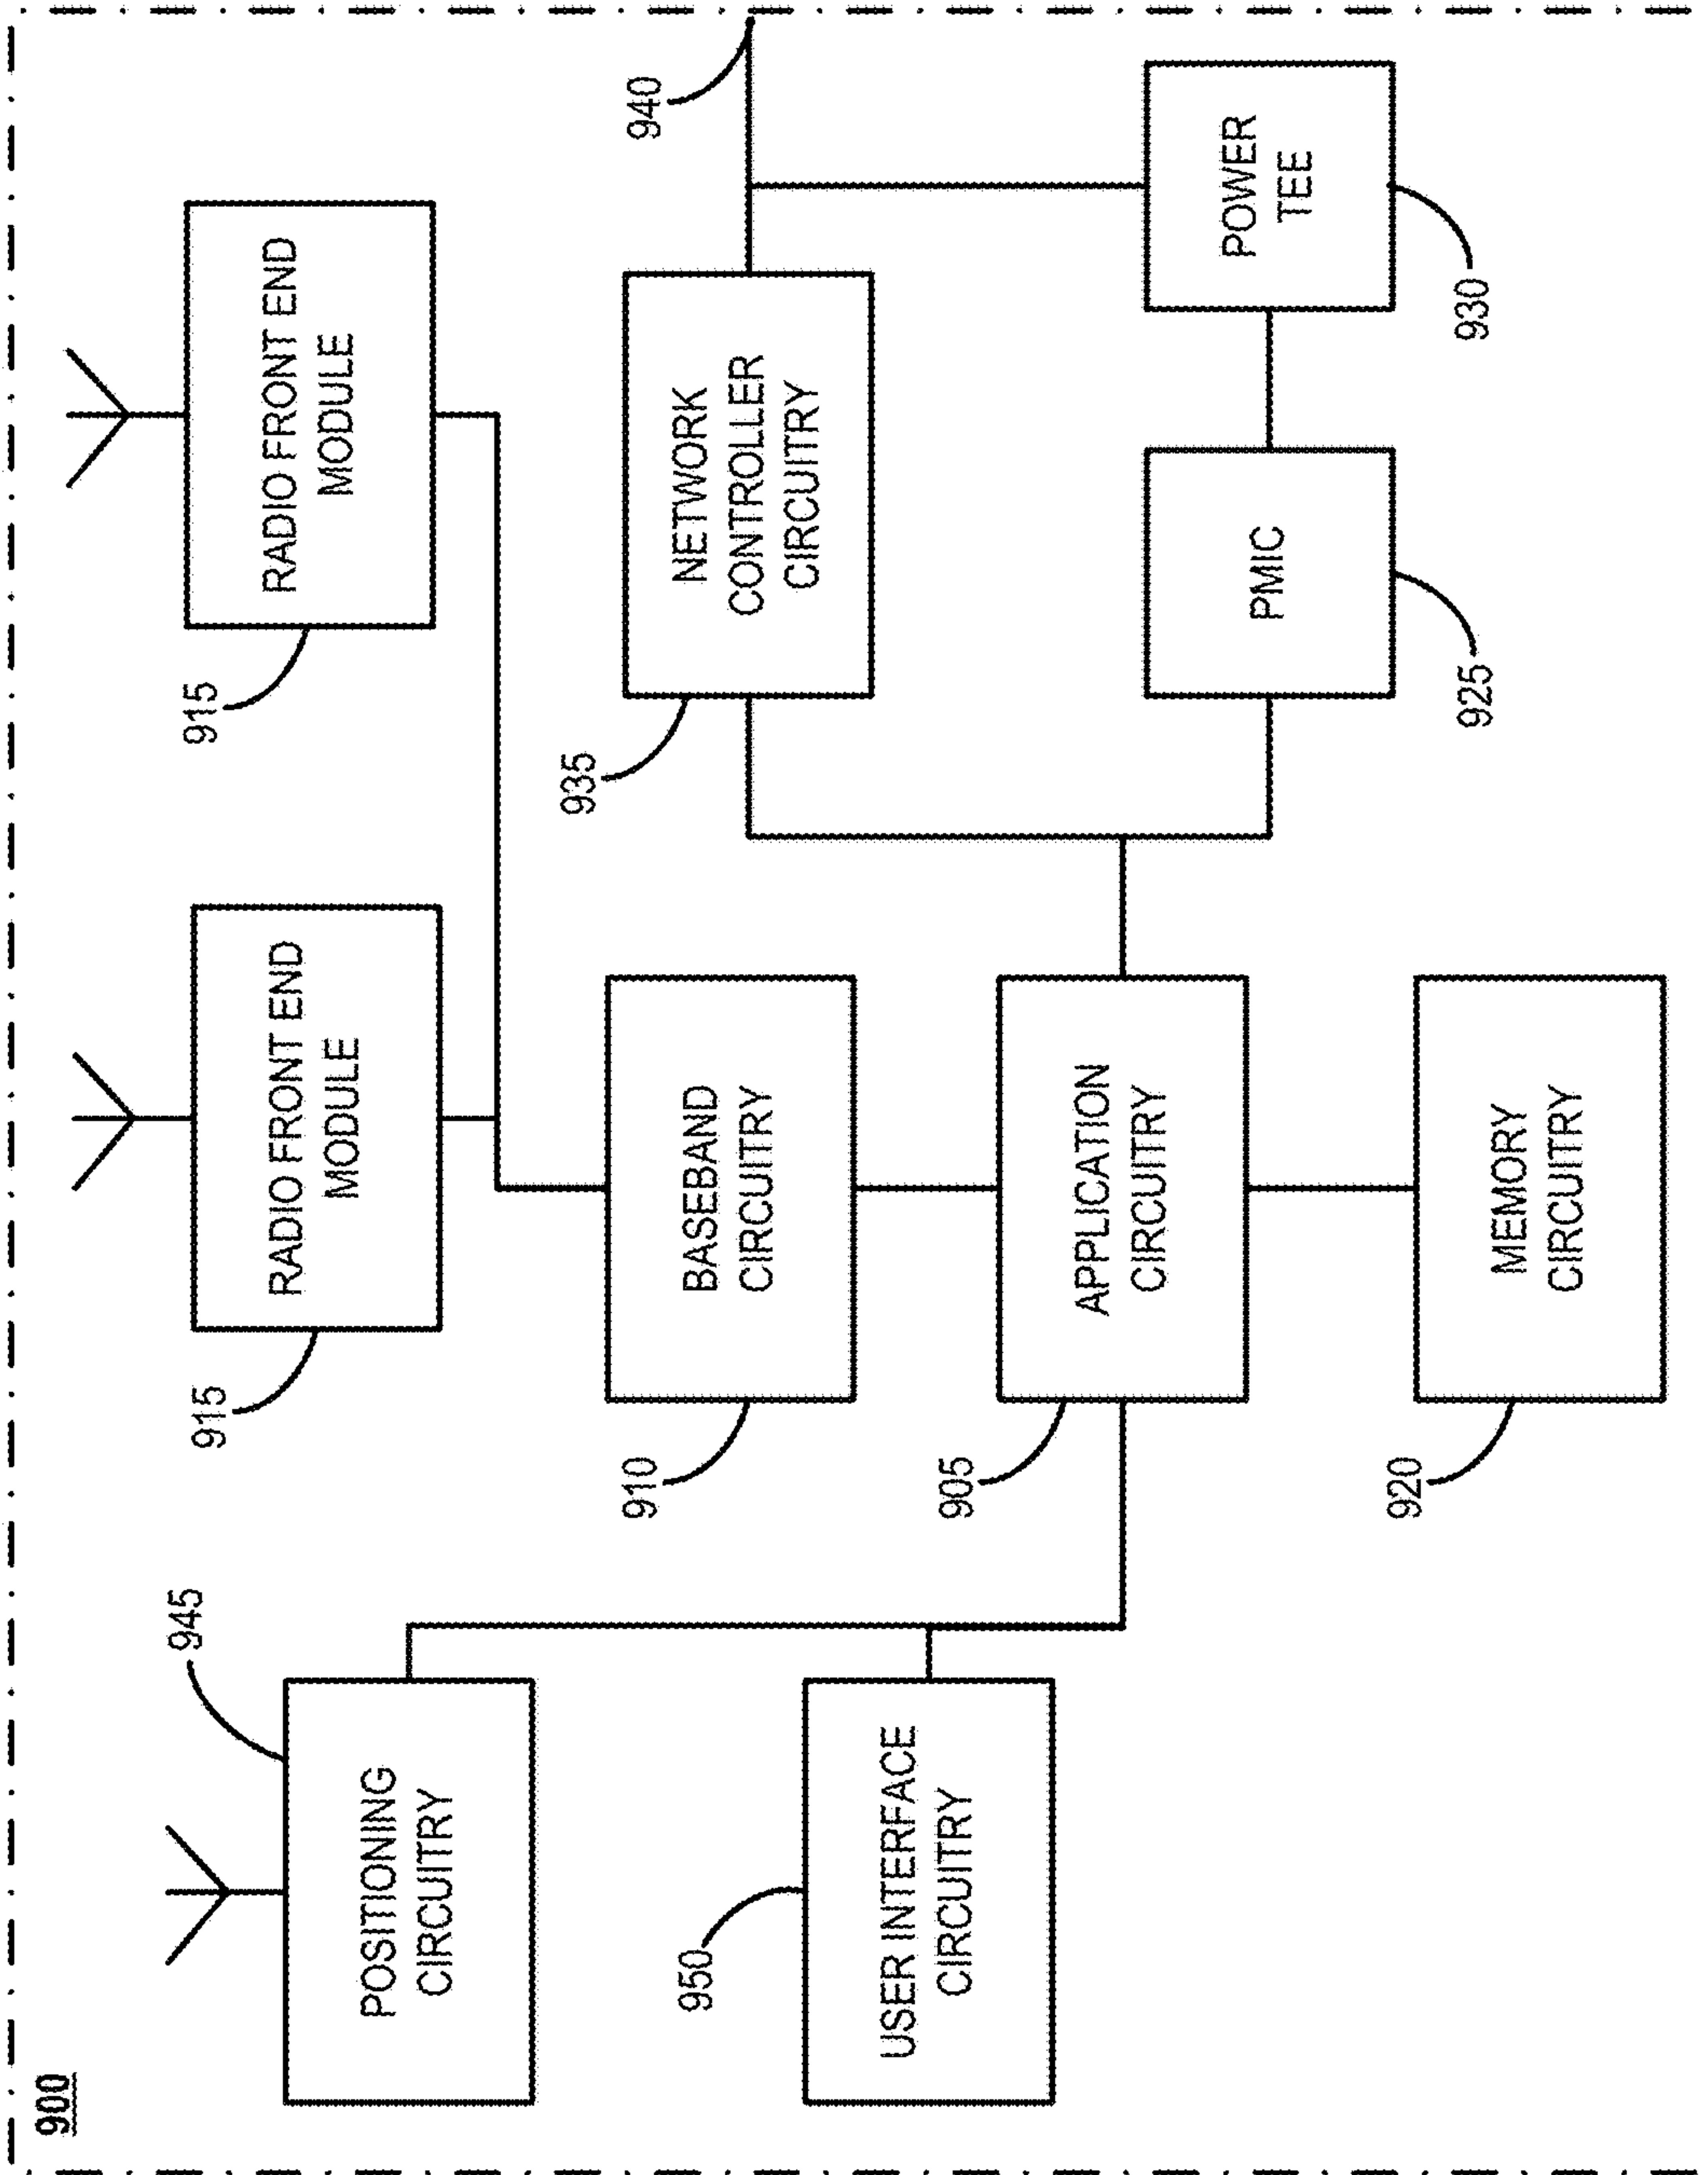 900
945
POSITIONING
CIRCUITRY
950
USER INTERFACE
CIRCUITRY
915
RADIO FRONT END
MODULE
915
RADIO FRONT END
MODULE
910
BASEBAND
CIRCUITRY
905
APPLICATION
CIRCUITRY
920
MEMORY
CIRCUITRY
935
NETWORK
CONTROLLER
CIRCUITRY
940
925
PMIC
930
POWER
TEE